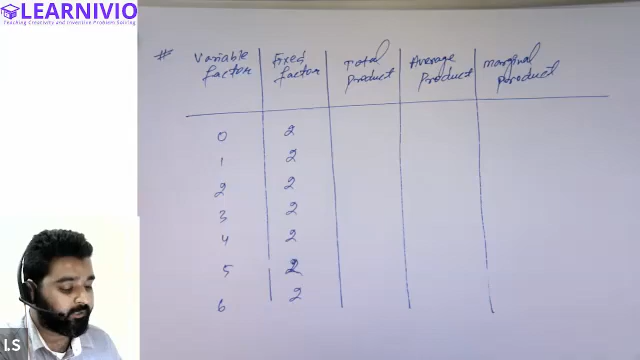 LEARNIVIO
Teaching Creativity and Inventive Problem Solving
# Variable factor Fixed factor Total product Average product Marginal product
0 2
1 2
2 2
3 2
4 2
5 2
6 2
I.S